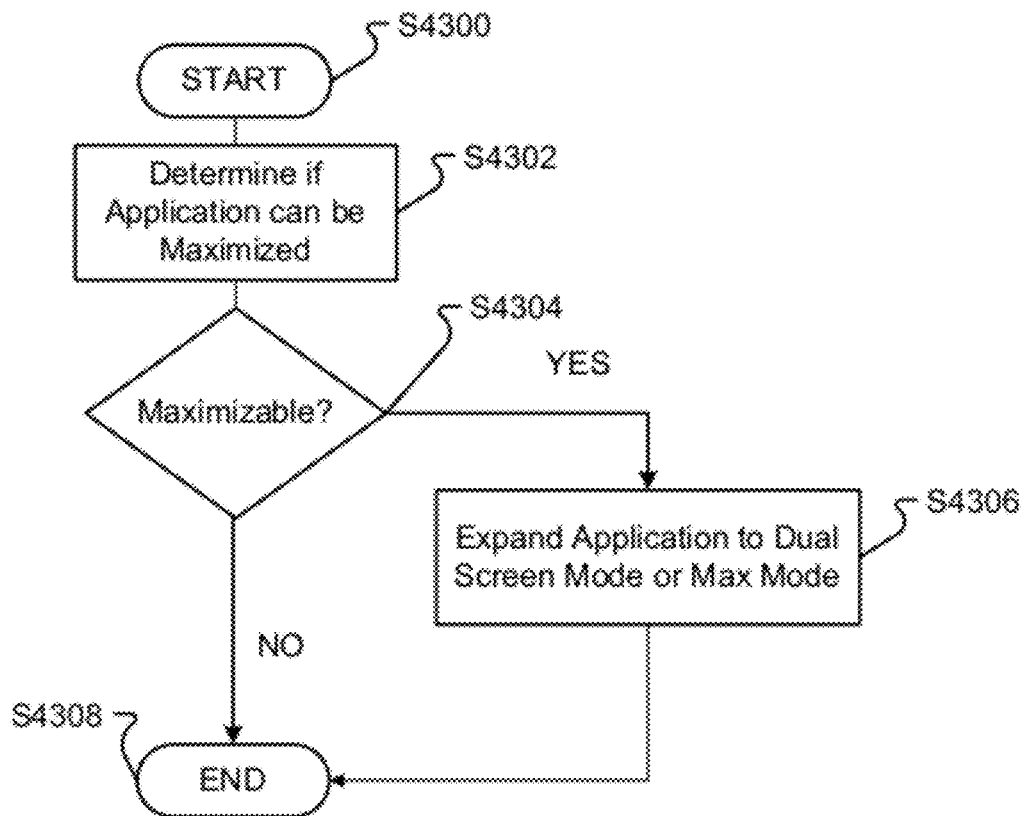 S4300
START
S4302
Determine if
Application can be
Maximized
S4304
YES
Maximizable?
S4306
Expand Application to Dual
Screen Mode or Max Mode
NO
S4308
END